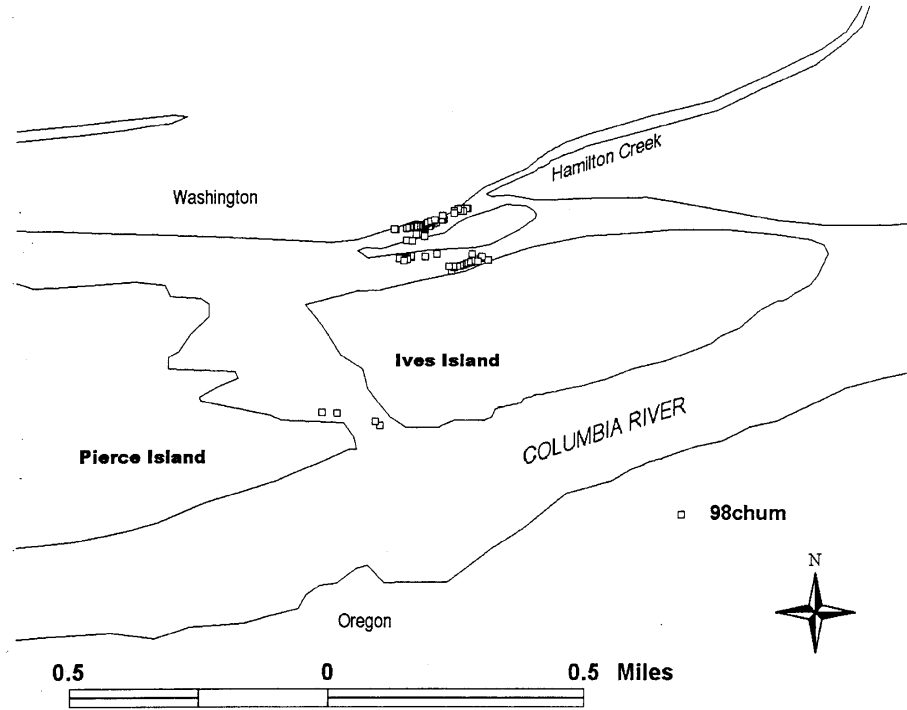 Hamilton Creek
Washington
Ives Island
COLUMBIA RIVER
Pierce Island
98chum
N
Oregon
0.5 0 0.5 Miles